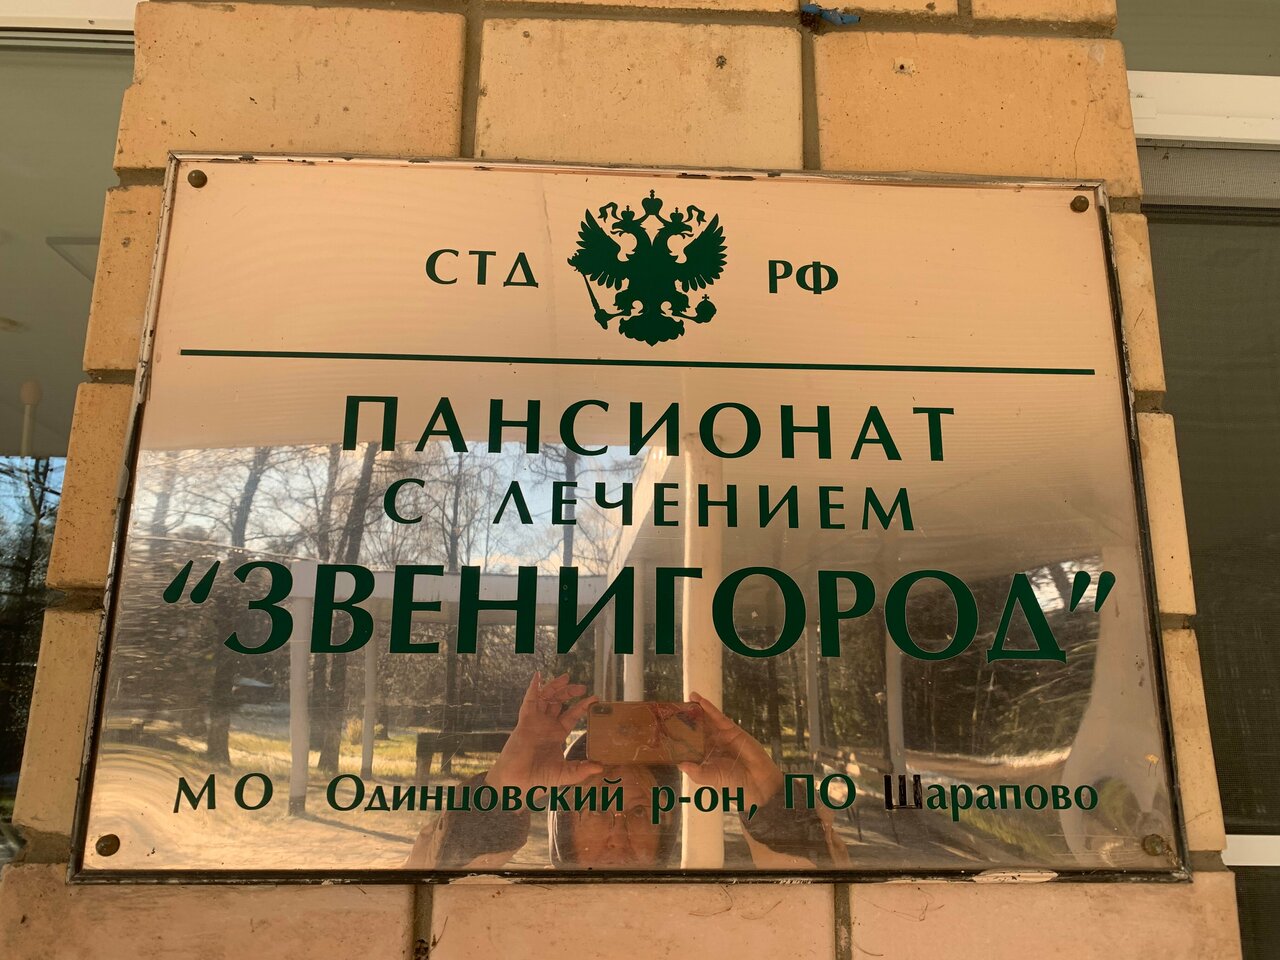 СТД РФ
ПАНСИОНАТ
С ЛЕЧЕНИЕМ
“ЗВЕНИГОРОД”
МО Одинцовский р-он, ПО Шарапово